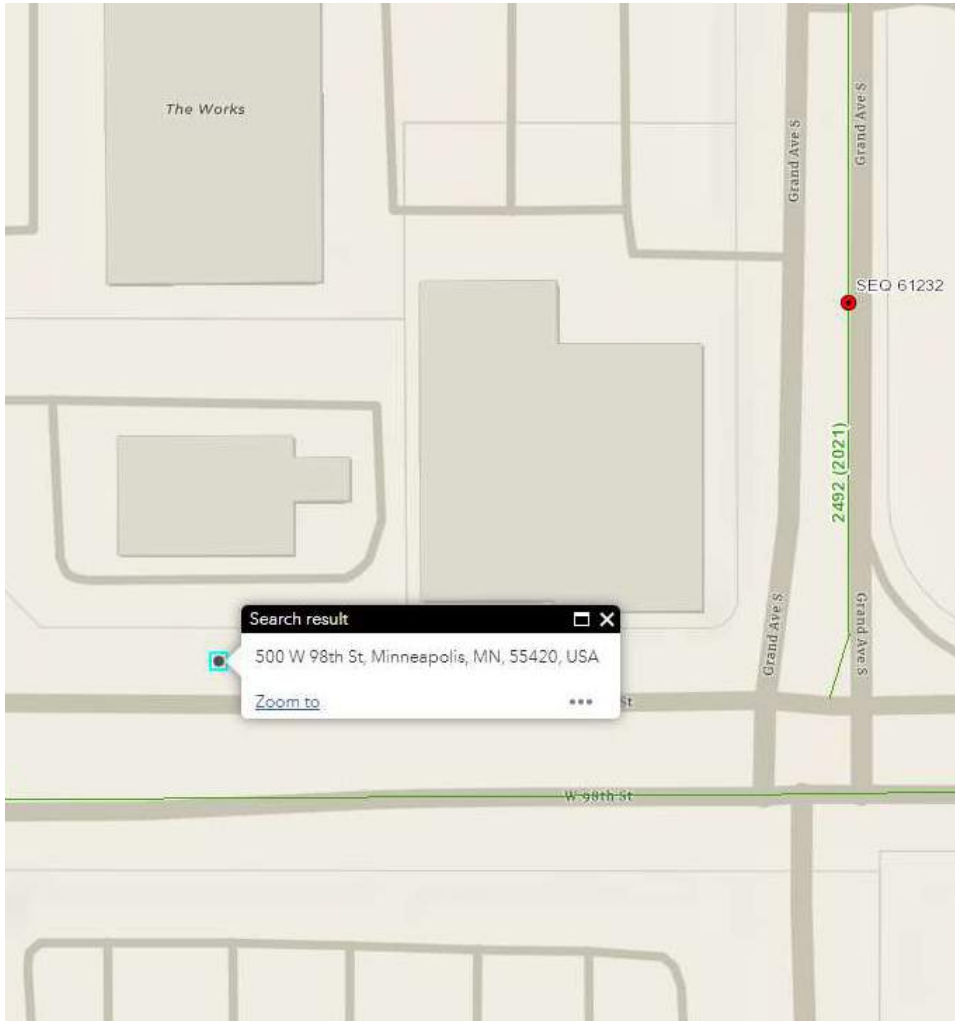 The Works
Grand Ave S
Grand Ave S
SEQ 61232
2492 (2021)
Search result
500 W 98th St, Minneapolis, MN, 55420, USA
Zoom to
St
Grand Ave S
Grand Ave S
W 98th St